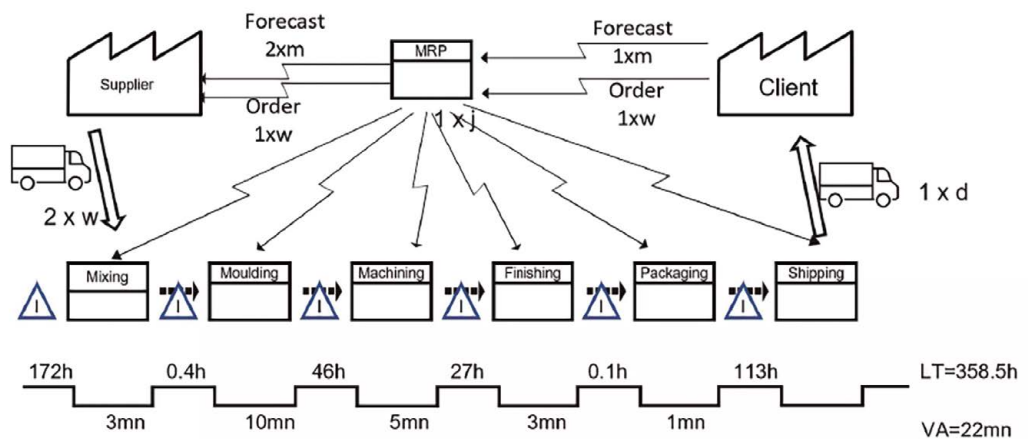 Forecast
2xm
MRP
Forecast
1xm
Supplier
Client
Order
1xw
1 x j
Order
1xw
2 x w
1 x d
Mixing
Moulding
Machining
Finishing
Packaging
Shipping
I
I
I
I
I
I
172h
0.4h
46h
27h
0.1h
113h
LT=358.5h
3mn
10mn
5mn
3mn
1mn
VA=22mn